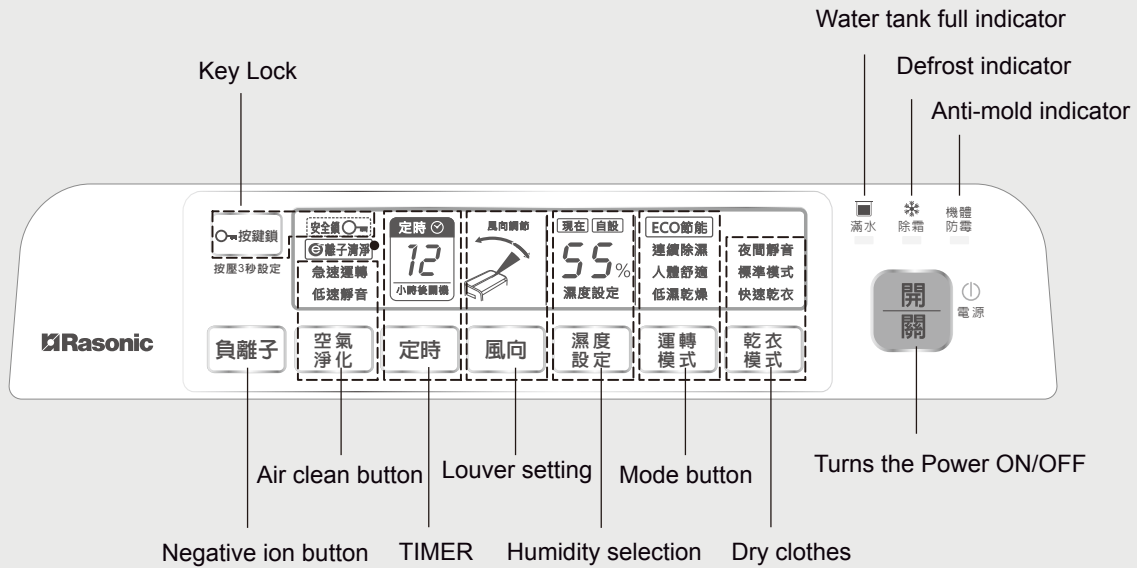 Water tank full indicator
Defrost indicator
Anti-mold indicator
Key Lock
按鍵鎖
按壓3秒設定
安全鎖
離子清淨
急速運轉
低速靜音
定時
12
小時後關機
風向調節
現在 自設
55%
濕度設定
ECO節能
連續除濕
人體舒適
低濕乾燥
夜間靜音
標準模式
快速乾衣
滿水
除霜
機體
防霉
開
關
電源
Rasonic
負離子
空氣
淨化
定時
風向
濕度
設定
運轉
模式
乾衣
模式
Air clean button
Louver setting
Mode button
Turns the Power ON/OFF
Negative ion button
TIMER
Humidity selection
Dry clothes